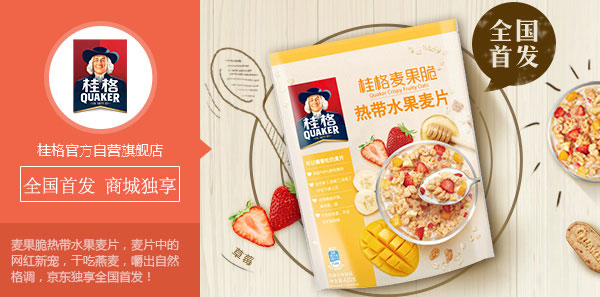 桂格
QUAKER
桂格官方自营旗舰店
全国首发 商城独享
麦果脆热带水果麦片，麦片中的
网红新宠，干吃燕麦，嚼出自然
格调，京东独享全国首发！
全国
首发
桂格
QUAKER
桂格麦果脆
Quaker Crispy Fruity Oats
热带水果麦片
草莓